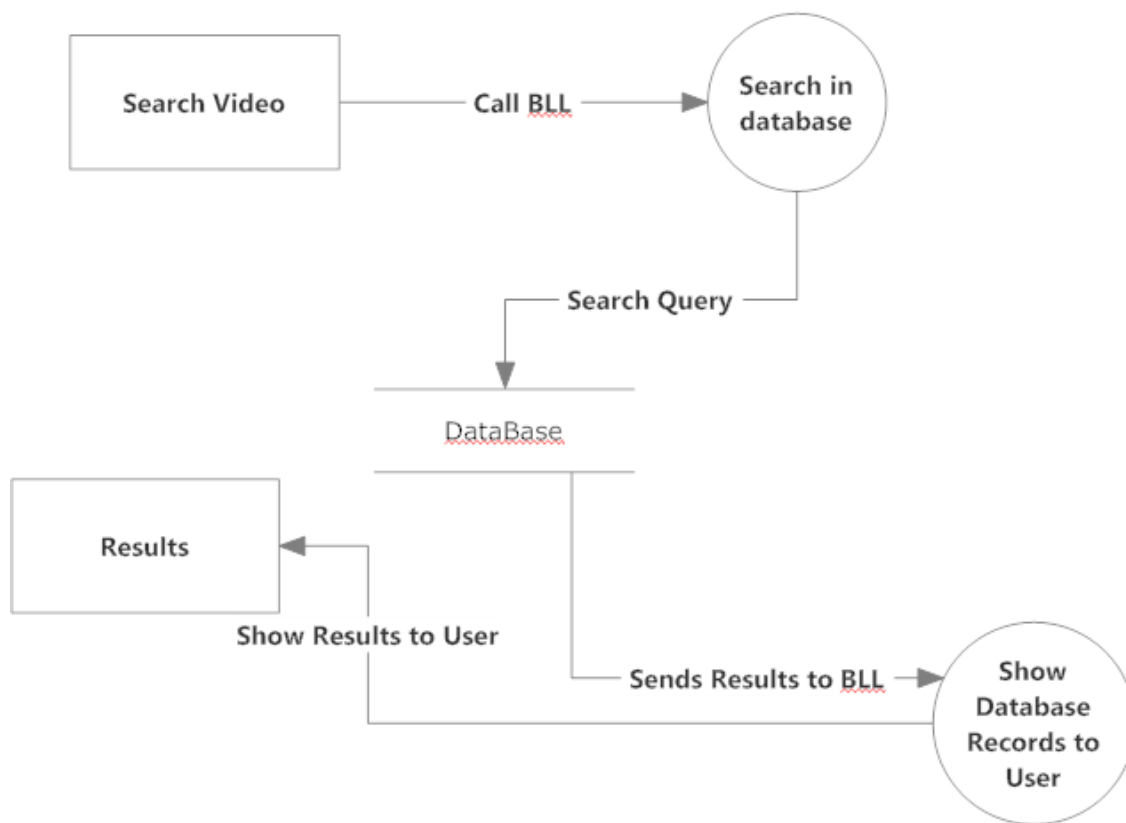 Search Video
Call BLL
Search in
database
Search Query
DataBase
Results
Show Results to User
Sends Results to BLL
Show
Database
Records to
User